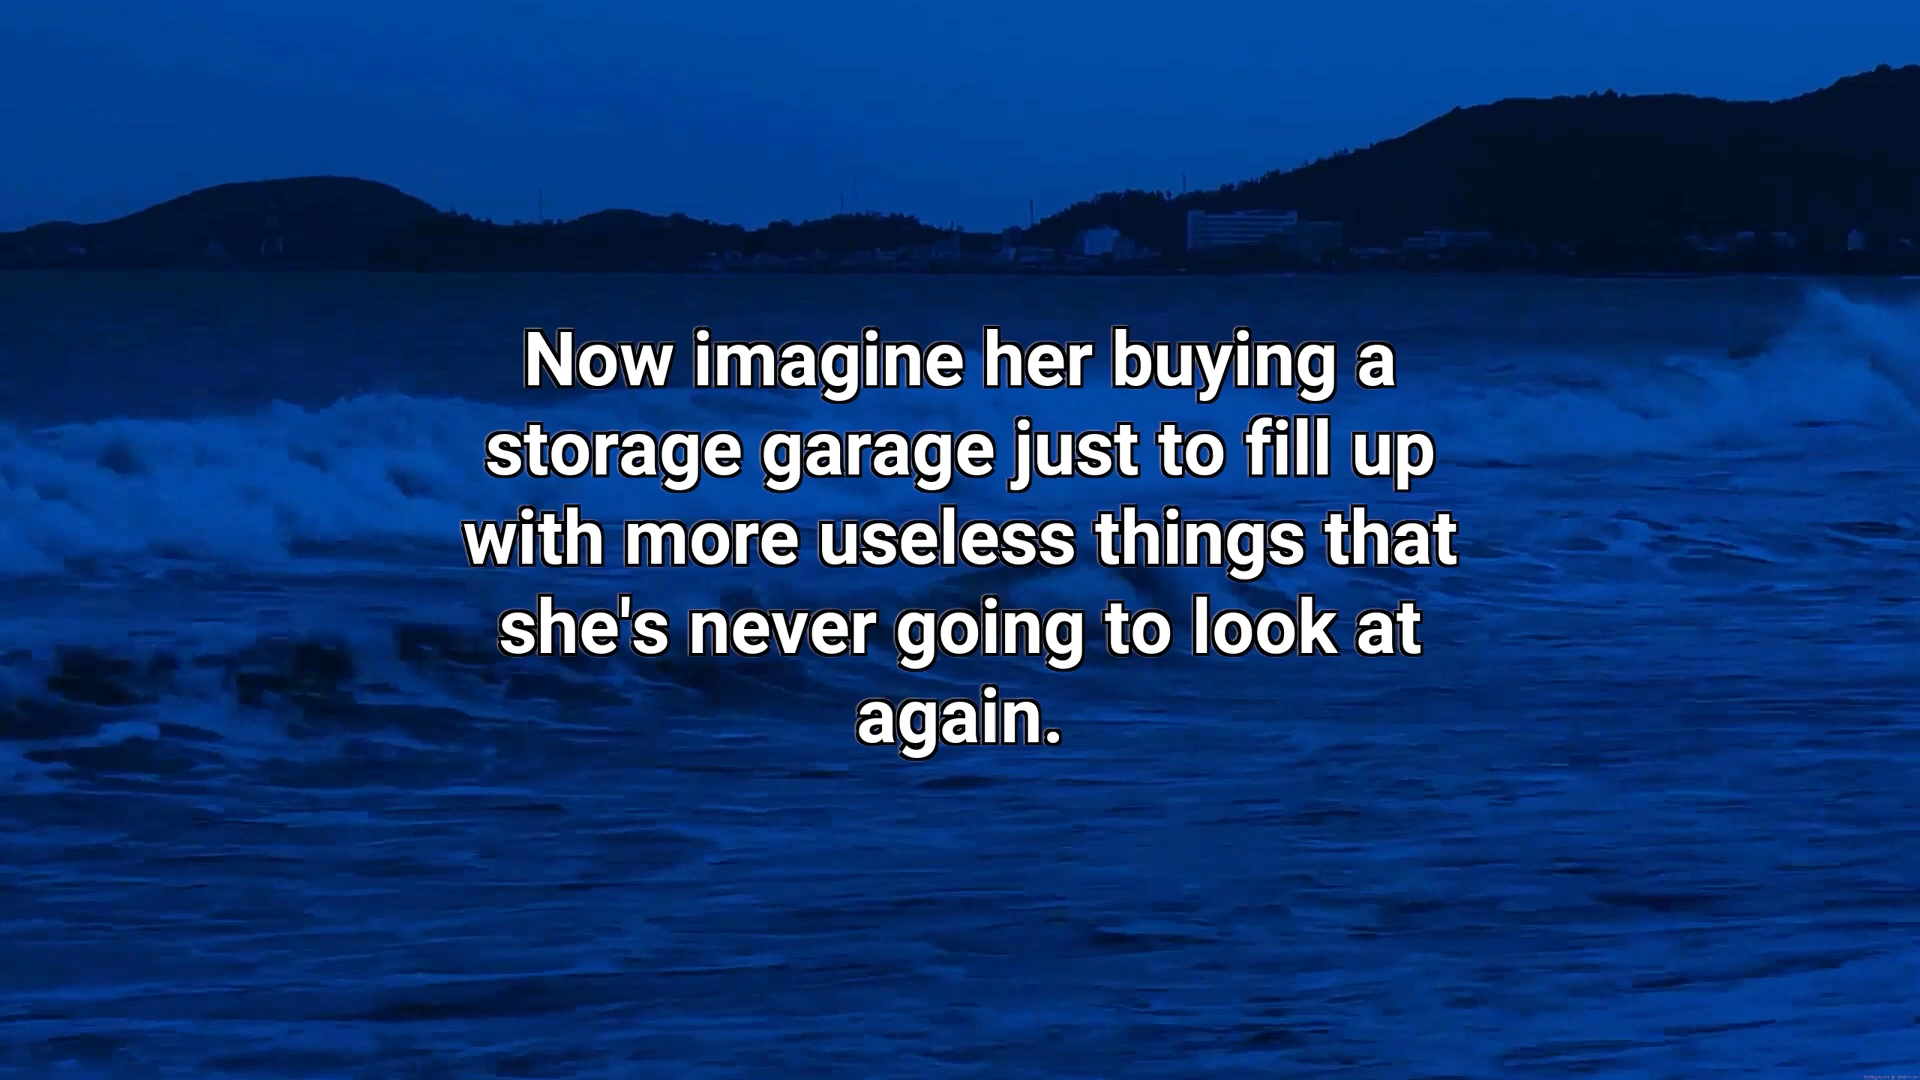 Now imagine her buying a
storage garage just to fill up
with more useless things that
she's never going to look at
again.